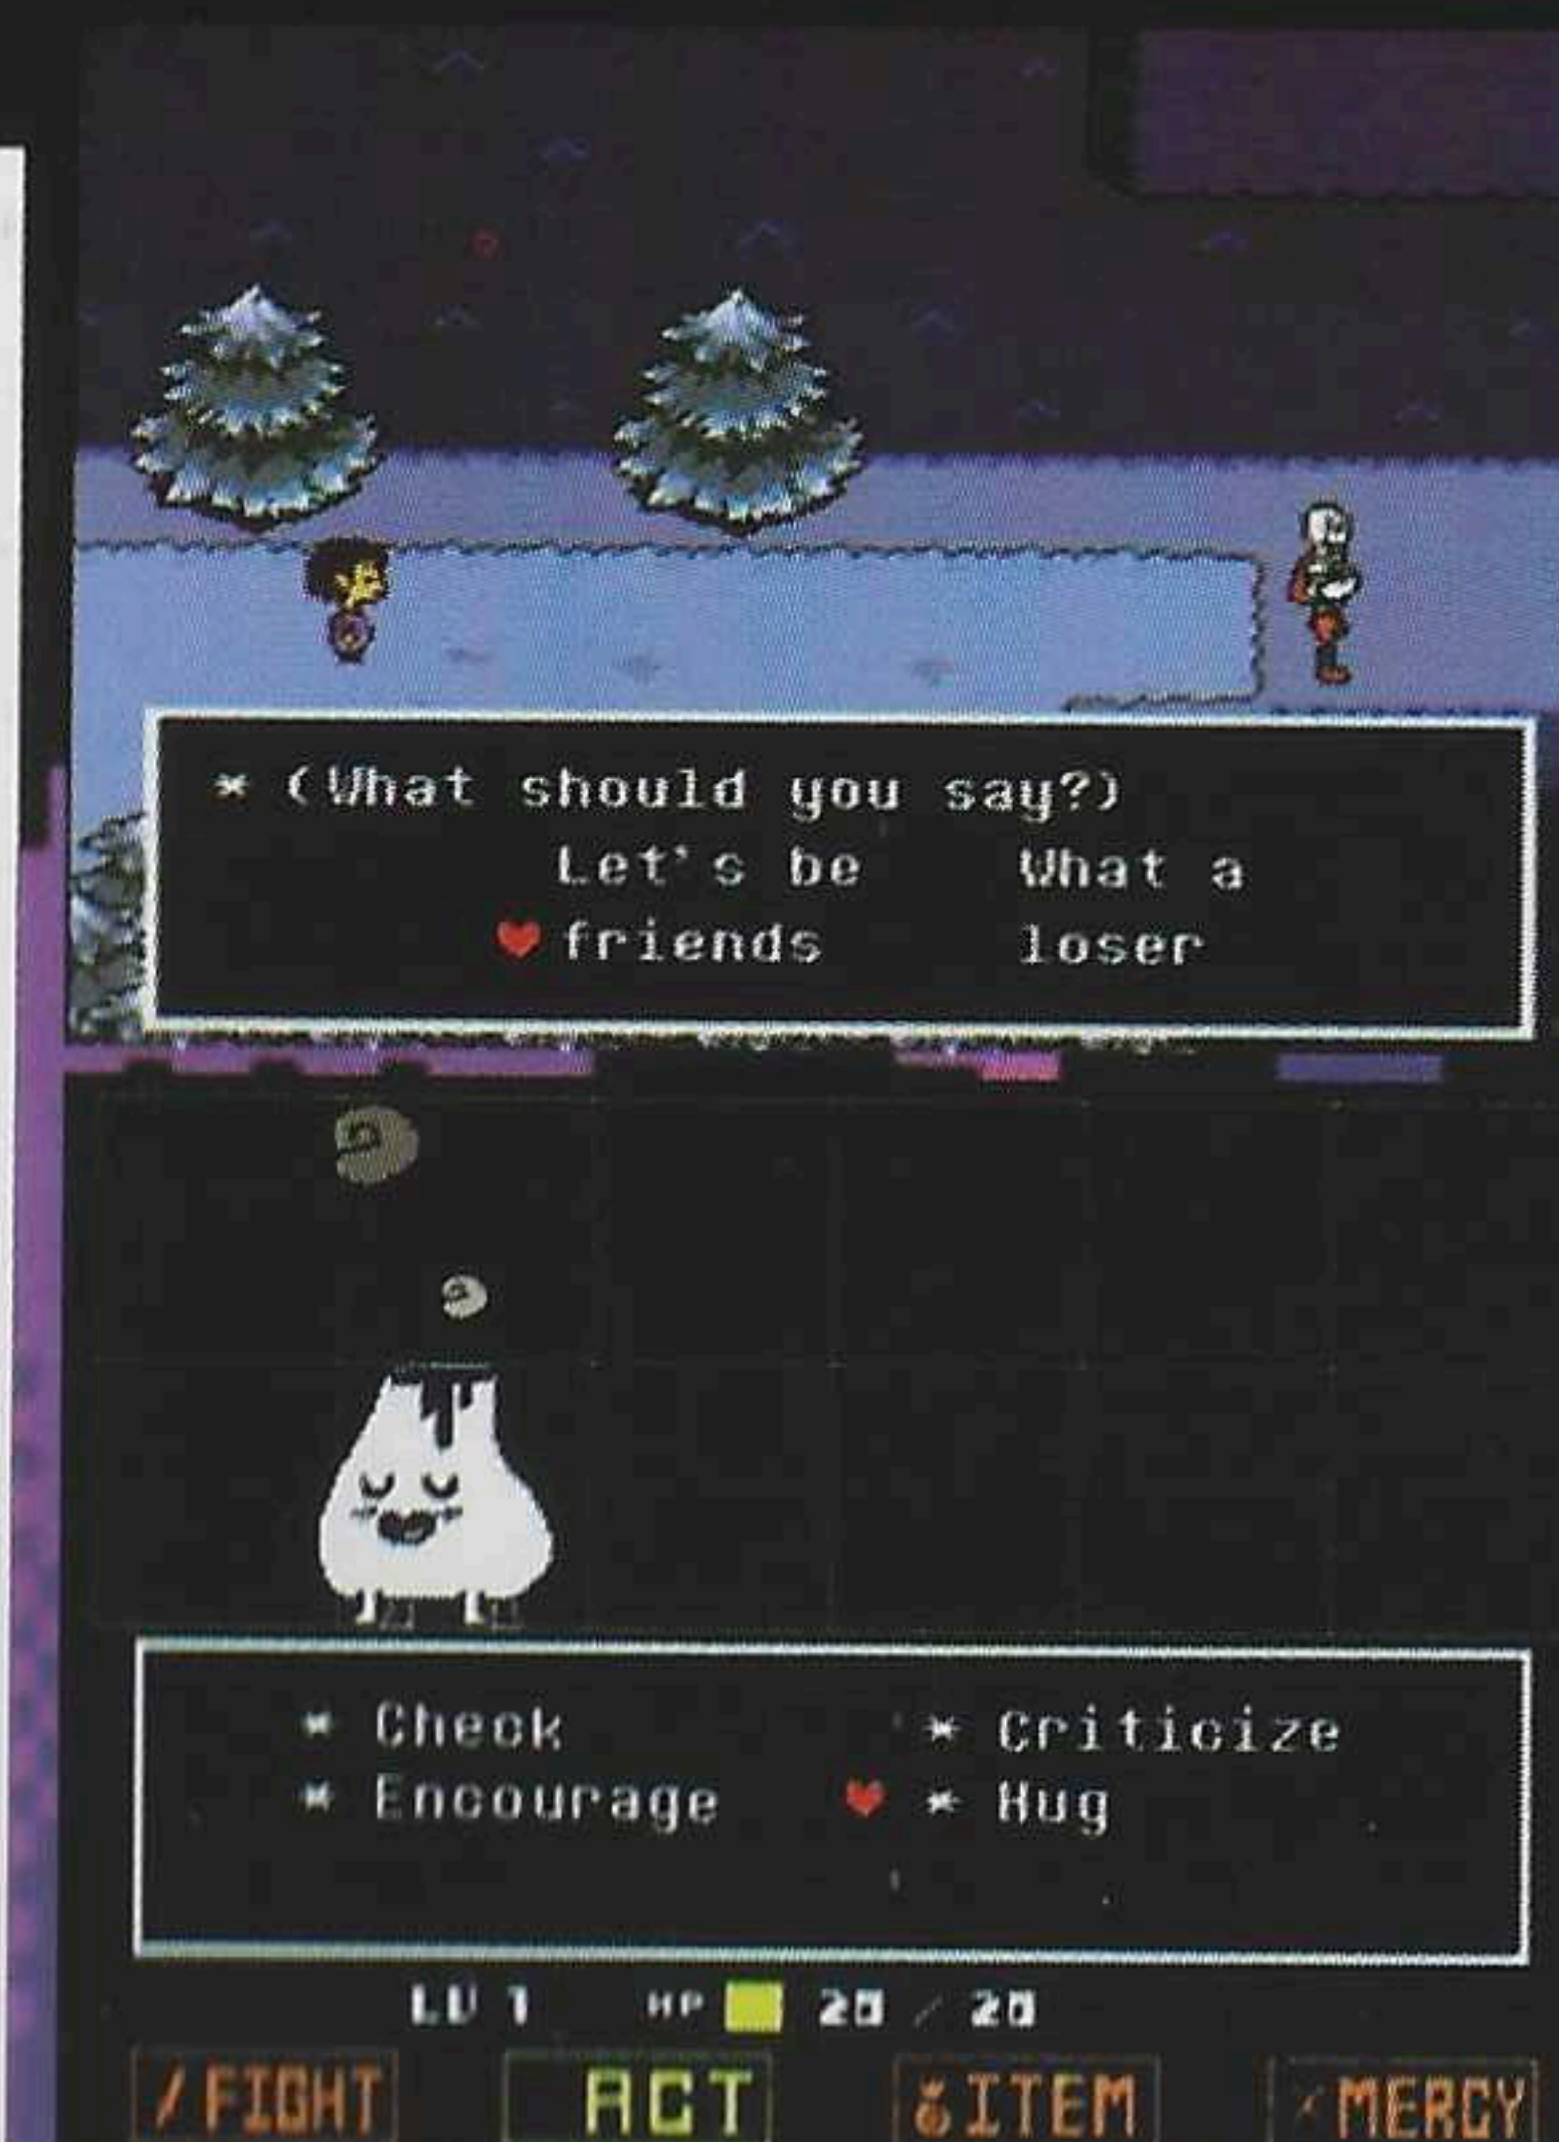 * (What should you say?)
Let's be What a
friends loser
* Check * Criticize
* Encourage * Hug
LV 1 HP 20 / 20
FIGHT ACT ITEM MERCY